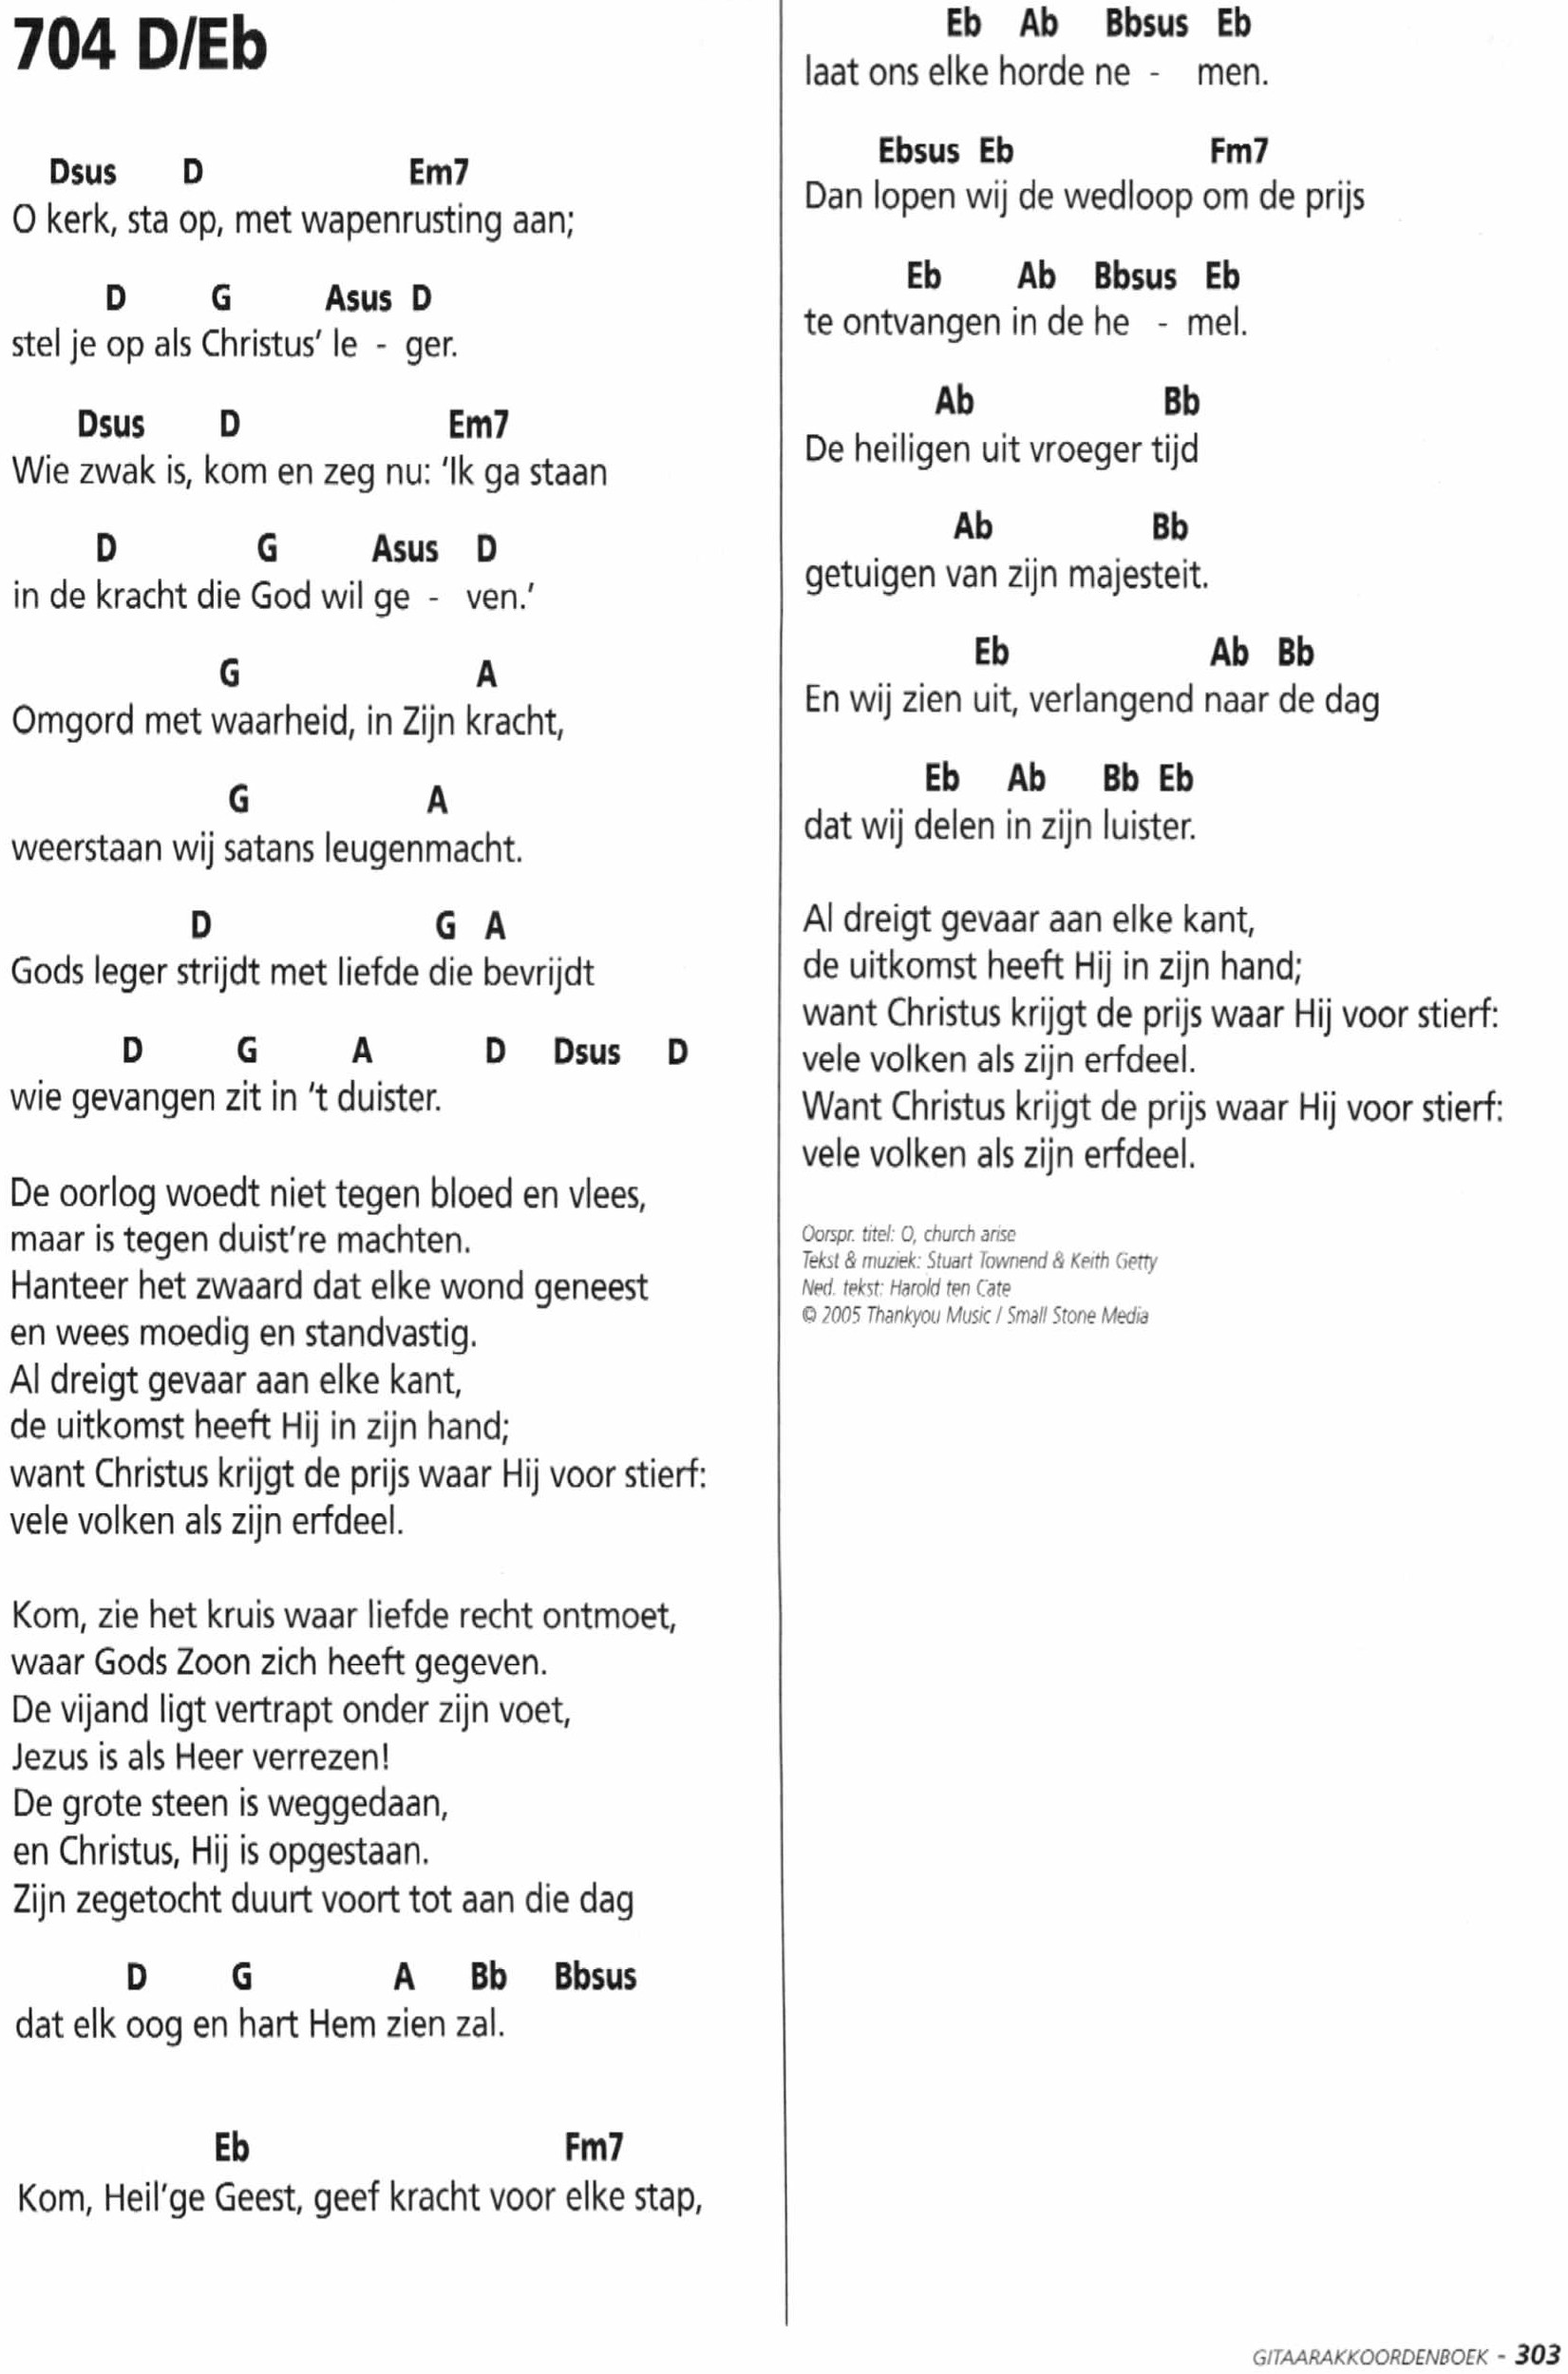 704 D/Eb
Dsus D Em7
O kerk, sta op, met wapenrusting aan;
D G Asus D
stel je op als Christus' le - ger.
Dsus D Em7
Wie zwak is, kom en zeg nu: 'Ik ga staan
D G Asus D
in de kracht die God wil ge - ven.'
G A
Omgord met waarheid, in Zijn kracht,
G A
weerstaan wij satans leugenmacht.
D G A
Gods leger strijdt met liefde die bevrijdt
D G A D Dsus D
wie gevangen zit in 't duister.
De oorlog woedt niet tegen bloed en vlees,
maar is tegen duist're machten.
Hanteer het zwaard dat elke wond geneest
en wees moedig en standvastig.
Al dreigt gevaar aan elke kant,
de uitkomst heeft Hij in zijn hand;
want Christus krijgt de prijs waar Hij voor stierf:
vele volken als zijn erfdeel.
Kom, zie het kruis waar liefde recht ontmoet,
waar Gods Zoon zich heeft gegeven.
De vijand ligt vertrapt onder zijn voet,
Jezus is als Heer verrezen!
De grote steen is weggedaan,
en Christus, Hij is opgestaan.
Zijn zegetocht duurt voort tot aan die dag
D G A Bb Bbsus
dat elk oog en hart Hem zien zal.
Eb Fm7
Kom, Heil'ge Geest, geef kracht voor elke stap,
Eb Ab Bbsus Eb
laat ons elke horde ne - men.
Ebsus Eb Fm7
Dan lopen wij de wedloop om de prijs
Eb Ab Bbsus Eb
te ontvangen in de he - mel.
Ab Bb
De heiligen uit vroeger tijd
Ab Bb
getuigen van zijn majesteit.
Eb Ab Bb
En wij zien uit, verlangend naar de dag
Eb Ab Bb Eb
dat wij delen in zijn luister.
Al dreigt gevaar aan elke kant,
de uitkomst heeft Hij in zijn hand;
want Christus krijgt de prijs waar Hij voor stierf:
vele volken als zijn erfdeel.
Want Christus krijgt de prijs waar Hij voor stierf:
vele volken als zijn erfdeel.
Oorspr. titel: O, church arise
Tekst & muziek: Stuart Townend & Keith Getty
Ned. tekst: Harold ten Cate
© 2005 Thankyou Music / Small Stone Media
GITAARAKKOORDENBOEK - 303